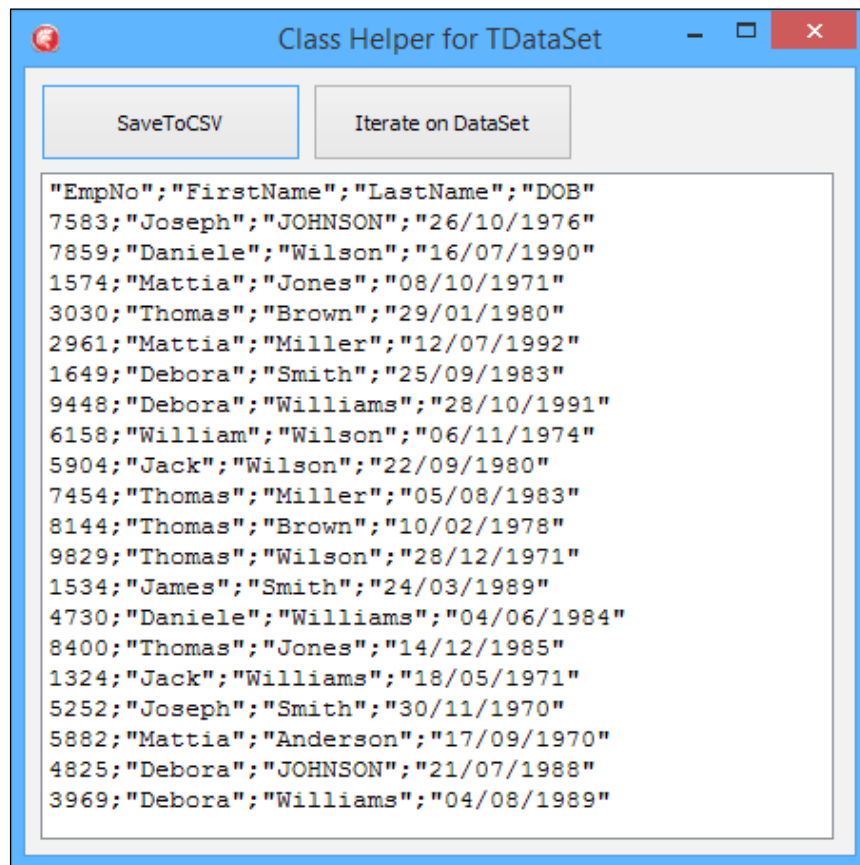 Class Helper for TDataSet
SaveToCSV
Iterate on DataSet
"EmpNo";"FirstName";"LastName";"DOB"
7583;"Joseph";"JOHNSON";"26/10/1976"
7859;"Daniele";"Wilson";"16/07/1990"
1574;"Mattia";"Jones";"08/10/1971"
3030;"Thomas";"Brown";"29/01/1980"
2961;"Mattia";"Miller";"12/07/1992"
1649;"Debora";"Smith";"25/09/1983"
9448;"Debora";"Williams";"28/10/1991"
6158;"William";"Wilson";"06/11/1974"
5904;"Jack";"Wilson";"22/09/1980"
7454;"Thomas";"Miller";"05/08/1983"
8144;"Thomas";"Brown";"10/02/1978"
9829;"Thomas";"Wilson";"28/12/1971"
1534;"James";"Smith";"24/03/1989"
4730;"Daniele";"Williams";"04/06/1984"
8400;"Thomas";"Jones";"14/12/1985"
1324;"Jack";"Williams";"18/05/1971"
5252;"Joseph";"Smith";"30/11/1970"
5882;"Mattia";"Anderson";"17/09/1970"
4825;"Debora";"JOHNSON";"21/07/1988"
3969;"Debora";"Williams";"04/08/1989"